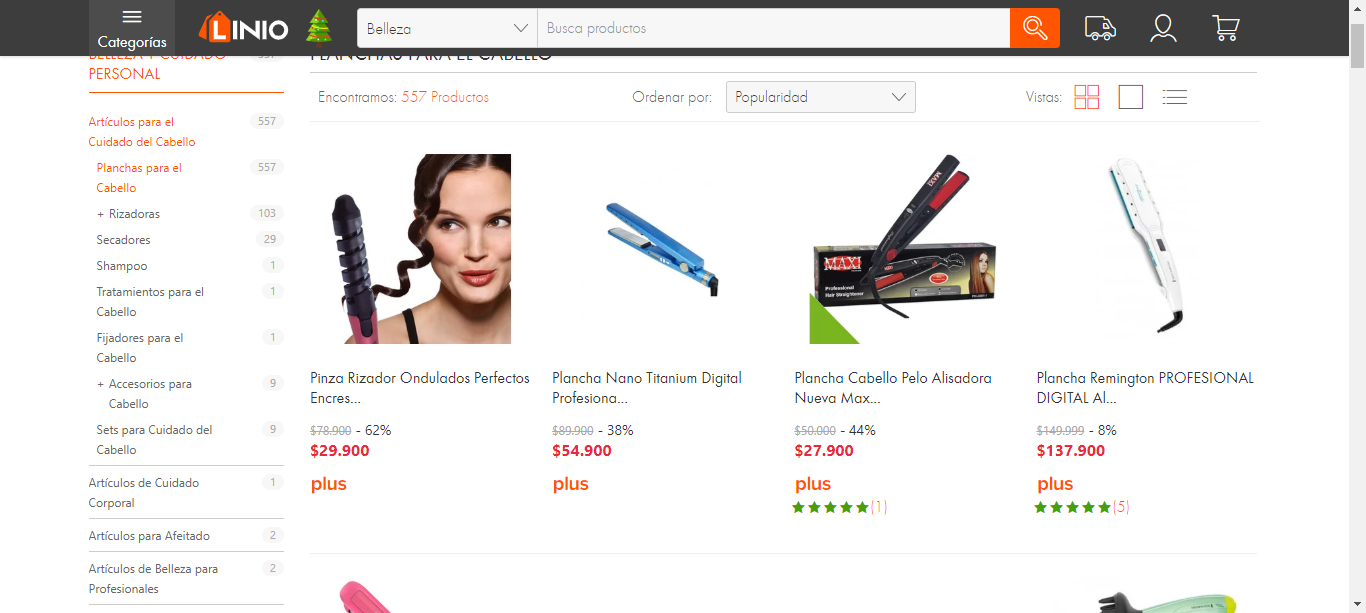 Categorías
LINIO
Belleza
Busca productos
BELLEZA Y CUIDADO
PERSONAL
557
PLANCHAS PARA EL CABELLO
Encontramos: 557 Productos
Ordenar por:
Popularidad
Vistas:
Artículos para el
Cuidado del Cabello
557
Planchas para el
Cabello
557
+ Rizadoras
103
Secadores
29
Shampoo
1
Tratamientos para el
Cabello
1
Fijadores para el
Cabello
1
+ Accesorios para
Cabello
9
Sets para Cuidado del
Cabello
9
Artículos de Cuidado
Corporal
1
Artículos para Afeitado
2
Artículos de Belleza para
Profesionales
2
Pinza Rizador Ondulados Perfectos
Encres...
$78.900 - 62%
$29.900
plus
Plancha Nano Titanium Digital
Profesiona...
$89.900 - 38%
$54.900
plus
MAXI
MAXI
Professional
Hair Straightener
Plancha Cabello Pelo Alisadora
Nueva Max...
$50.000 - 44%
$27.900
plus
(1)
Plancha Remington PROFESIONAL
DIGITAL Al...
$149.999 - 8%
$137.900
plus
(5)